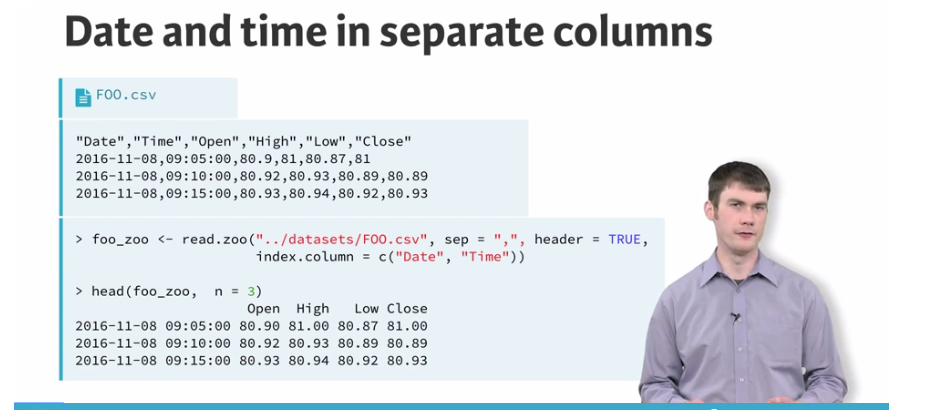 Date and time in separate columns
FOO.csv
"Date","Time","Open","High","Low","Close"
2016-11-08,09:05:00,80.9,81,80.87,81
2016-11-08,09:10:00,80.92,80.93,80.89,80.89
2016-11-08,09:15:00,80.93,80.94,80.92,80.93
> foo_zoo <- read.zoo("../datasets/FOO.csv", sep = ",", header = TRUE,
index.column = c("Date", "Time"))
> head(foo_zoo, n = 3)
Open High Low Close
2016-11-08 09:05:00 80.90 81.00 80.87 81.00
2016-11-08 09:10:00 80.92 80.93 80.89 80.89
2016-11-08 09:15:00 80.93 80.94 80.92 80.93